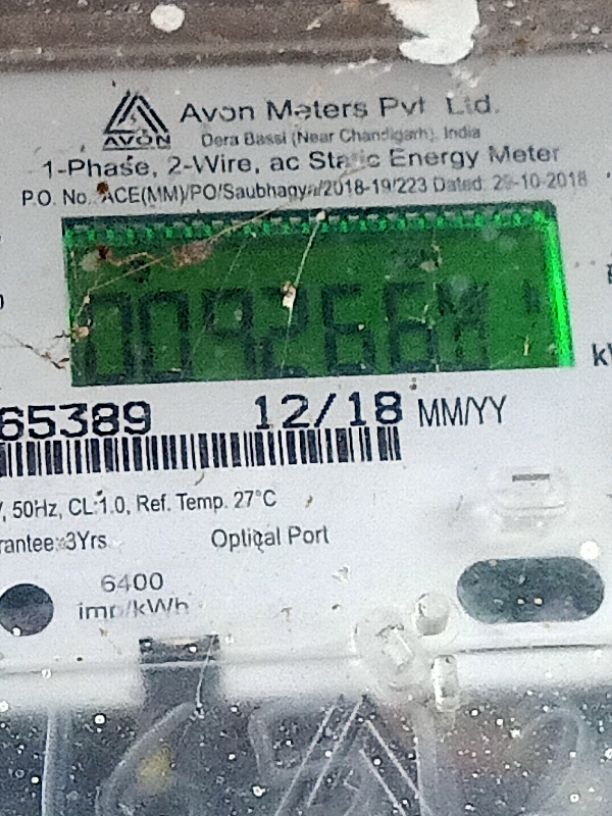 AVON
Avon Meters Pvt. Ltd.
Dera Bassi (Near Chandigarh), India
1-Phase, 2-Wire, ac Static Energy Meter
P.O. No. ACE(MM)/PO/Saubhagya/2018-19/223 Dated: 29-10-2018
009266M
65389 12/18 MM/YY
, 50Hz, CL:1.0, Ref. Temp. 27°C
rantee: 3Yrs. Optical Port
6400
imp/kWh